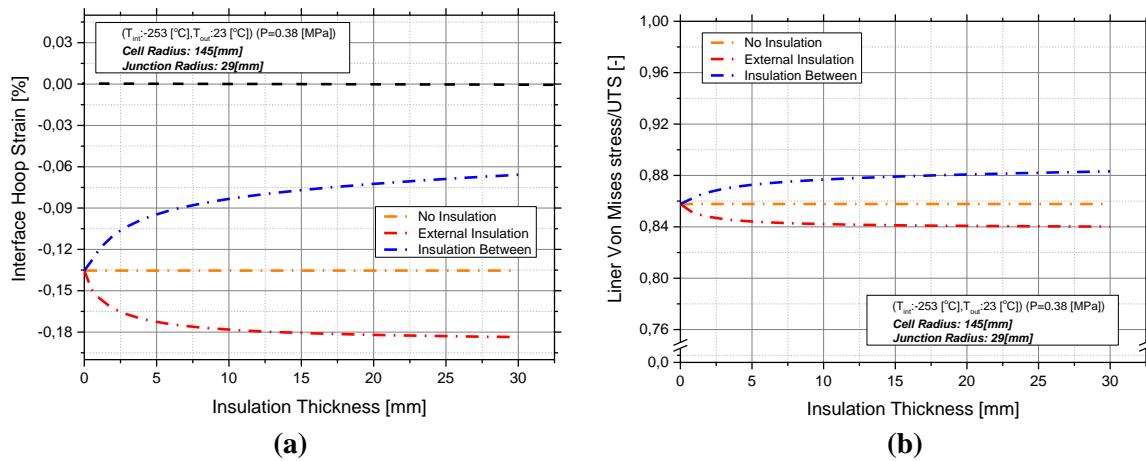 (Tint:-253 [°C],Tout:23 [°C]) (P=0.38 [MPa])
Cell Radius: 145[mm]
Junction Radius: 29[mm]
0,03
0,00
-0,03
-0,06
-0,09
-0,12
-0,15
-0,18
Interface Hoop Strain [%]
No Insulation
External Insulation
Insulation Between
0
5
10
15
20
25
30
Insulation Thickness [mm]
(a)
1,00
0,96
0,92
0,88
0,84
0,80
0,76
0,0
Liner Von Mises stress/UTS [-]
No Insulation
External Insulation
Insulation Between
(Tint:-253 [°C],Tout:23 [°C]) (P=0.38 [MPa])
Cell Radius: 145[mm]
Junction Radius: 29[mm]
0
5
10
15
20
25
30
Insulation Thickness [mm]
(b)